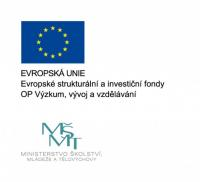 EVROPSKÁ UNIE
Evropské strukturální a investiční fondy
OP Výzkum, vývoj a vzdělávání
MŠMT
MINISTERSTVO ŠKOLSTVÍ,
MLÁDEŽE A TĚLOVÝCHOVY